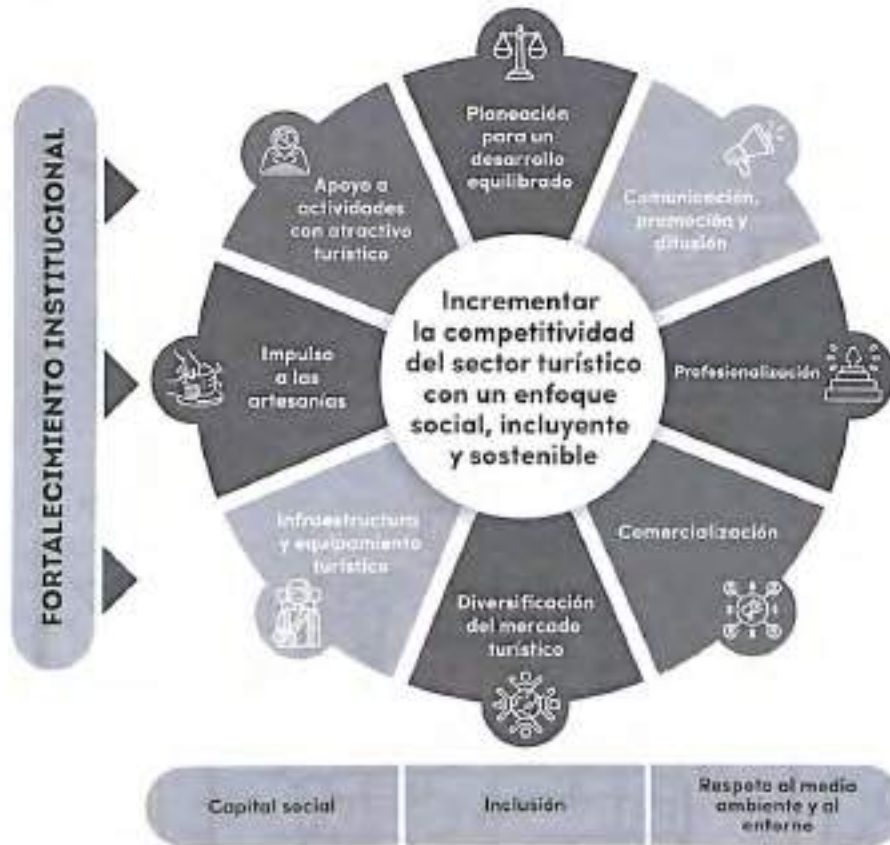 FORTALECIMIENTO INSTITUCIONAL
Planeación
para un
desarrollo
equilibrado
Comunicación,
promoción y
difusión
Profesionalización
Comercialización
Diversificación
del mercado
turístico
Infraestructura
y equipamiento
turístico
Impulso
a las
artesanías
Apoyo a
actividades
con atractivo
turístico
Incrementar
la competitividad
del sector turístico
con un enfoque
social, incluyente
y sostenible
Capital social
Inclusión
Respeto al medio
ambiente y al
entorno